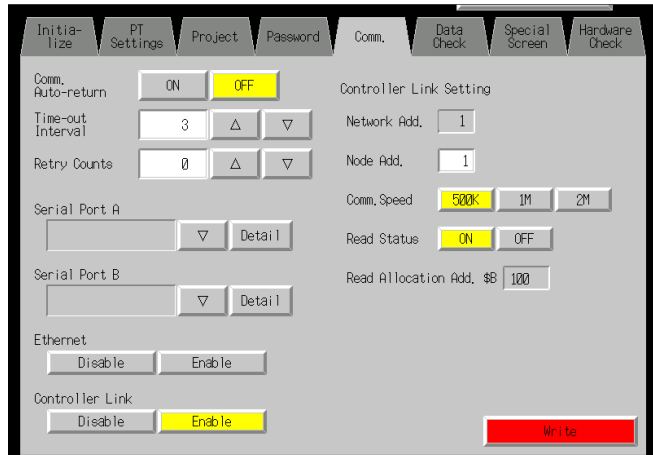 Initia-
lize
PT
Settings
Project
Password
Comm.
Data
Check
Special
Screen
Hardware
Check
Comm.
Auto-return
ON
OFF
Time-out
Interval
3
△
▽
Retry Counts
0
△
▽
Serial Port A
▽
Detail
Serial Port B
▽
Detail
Ethernet
Disable
Enable
Controller Link
Disable
Enable
Controller Link Setting
Network Add. 1
Node Add. 1
Comm.Speed 500K 1M 2M
Read Status ON OFF
Read Allocation Add. $B 100
Write